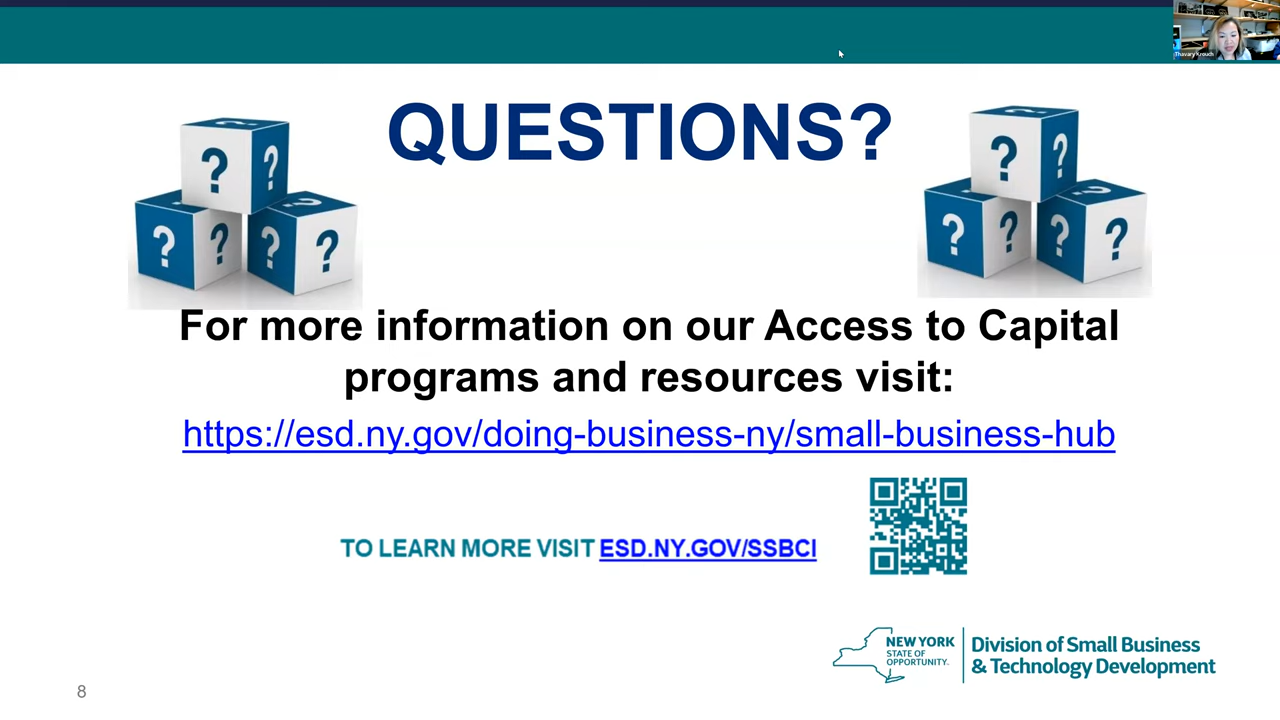 Thavary Krouch
QUESTIONS?
? ?
? ? ? ?
? ?
? ? ? ?
For more information on our Access to Capital
programs and resources visit:
https://esd.ny.gov/doing-business-ny/small-business-hub
TO LEARN MORE VISIT ESD.NY.GOV/SSBCI
NEW YORK
STATE OF
OPPORTUNITY.
Division of Small Business
& Technology Development
8